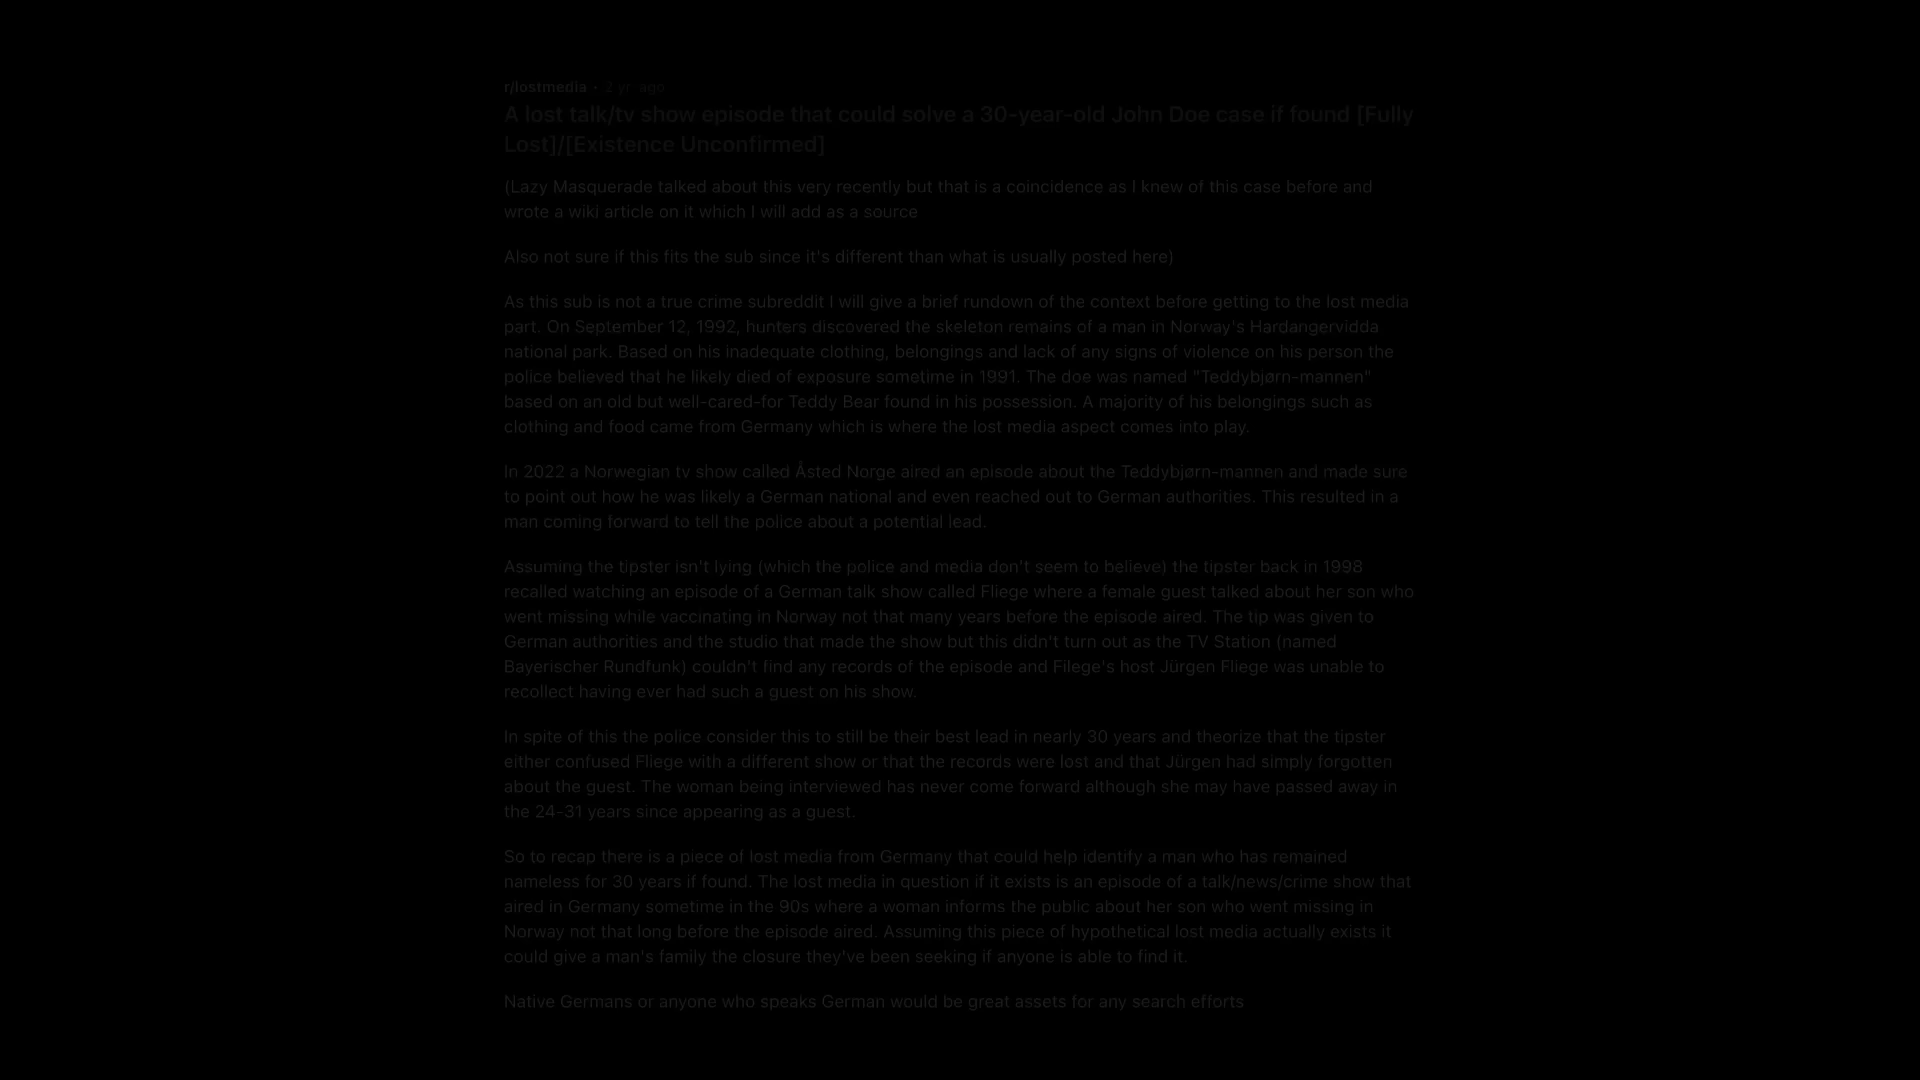 r/lostmedia • 2 yr. ago
A lost talk/tv show episode that could solve a 30-year-old John Doe case if found [Fully
Lost]/[Existence Unconfirmed]
(Lazy Masquerade talked about this very recently but that is a coincidence as I knew of this case before and
wrote a wiki article on it which I will add as a source
Also not sure if this fits the sub since it's different than what is usually posted here)
As this sub is not a true crime subreddit I will give a brief rundown of the context before getting to the lost media
part. On September 12, 1992, hunters discovered the skeleton remains of a man in Norway's Hardangervidda
national park. Based on his inadequate clothing, belongings and lack of any signs of violence on his person the
police believed that he likely died of exposure sometime in 1991. The doe was named "Teddybjørn-mannen"
based on an old but well-cared-for Teddy Bear found in his possession. A majority of his belongings such as
clothing and food came from Germany which is where the lost media aspect comes into play.
In 2022 a Norwegian tv show called Åsted Norge aired an episode about the Teddybjørn-mannen and made sure
to point out how he was likely a German national and even reached out to German authorities. This resulted in a
man coming forward to tell the police about a potential lead.
Assuming the tipster isn't lying (which the police and media don't seem to believe) the tipster back in 1998
recalled watching an episode of a German talk show called Fliege where a female guest talked about her son who
went missing while vaccinating in Norway not that many years before the episode aired. The tip was given to
German authorities and the studio that made the show but this didn't turn out as the TV Station (named
Bayerischer Rundfunk) couldn't find any records of the episode and Filege's host Jürgen Fliege was unable to
recollect having ever had such a guest on his show.
In spite of this the police consider this to still be their best lead in nearly 30 years and theorize that the tipster
either confused Fliege with a different show or that the records were lost and that Jürgen had simply forgotten
about the guest. The woman being interviewed has never come forward although she may have passed away in
the 24-31 years since appearing as a guest.
So to recap there is a piece of lost media from Germany that could help identify a man who has remained
nameless for 30 years if found. The lost media in question if it exists is an episode of a talk/news/crime show that
aired in Germany sometime in the 90s where a woman informs the public about her son who went missing in
Norway not that long before the episode aired. Assuming this piece of hypothetical lost media actually exists it
could give a man's family the closure they've been seeking if anyone is able to find it.
Native Germans or anyone who speaks German would be great assets for any search efforts